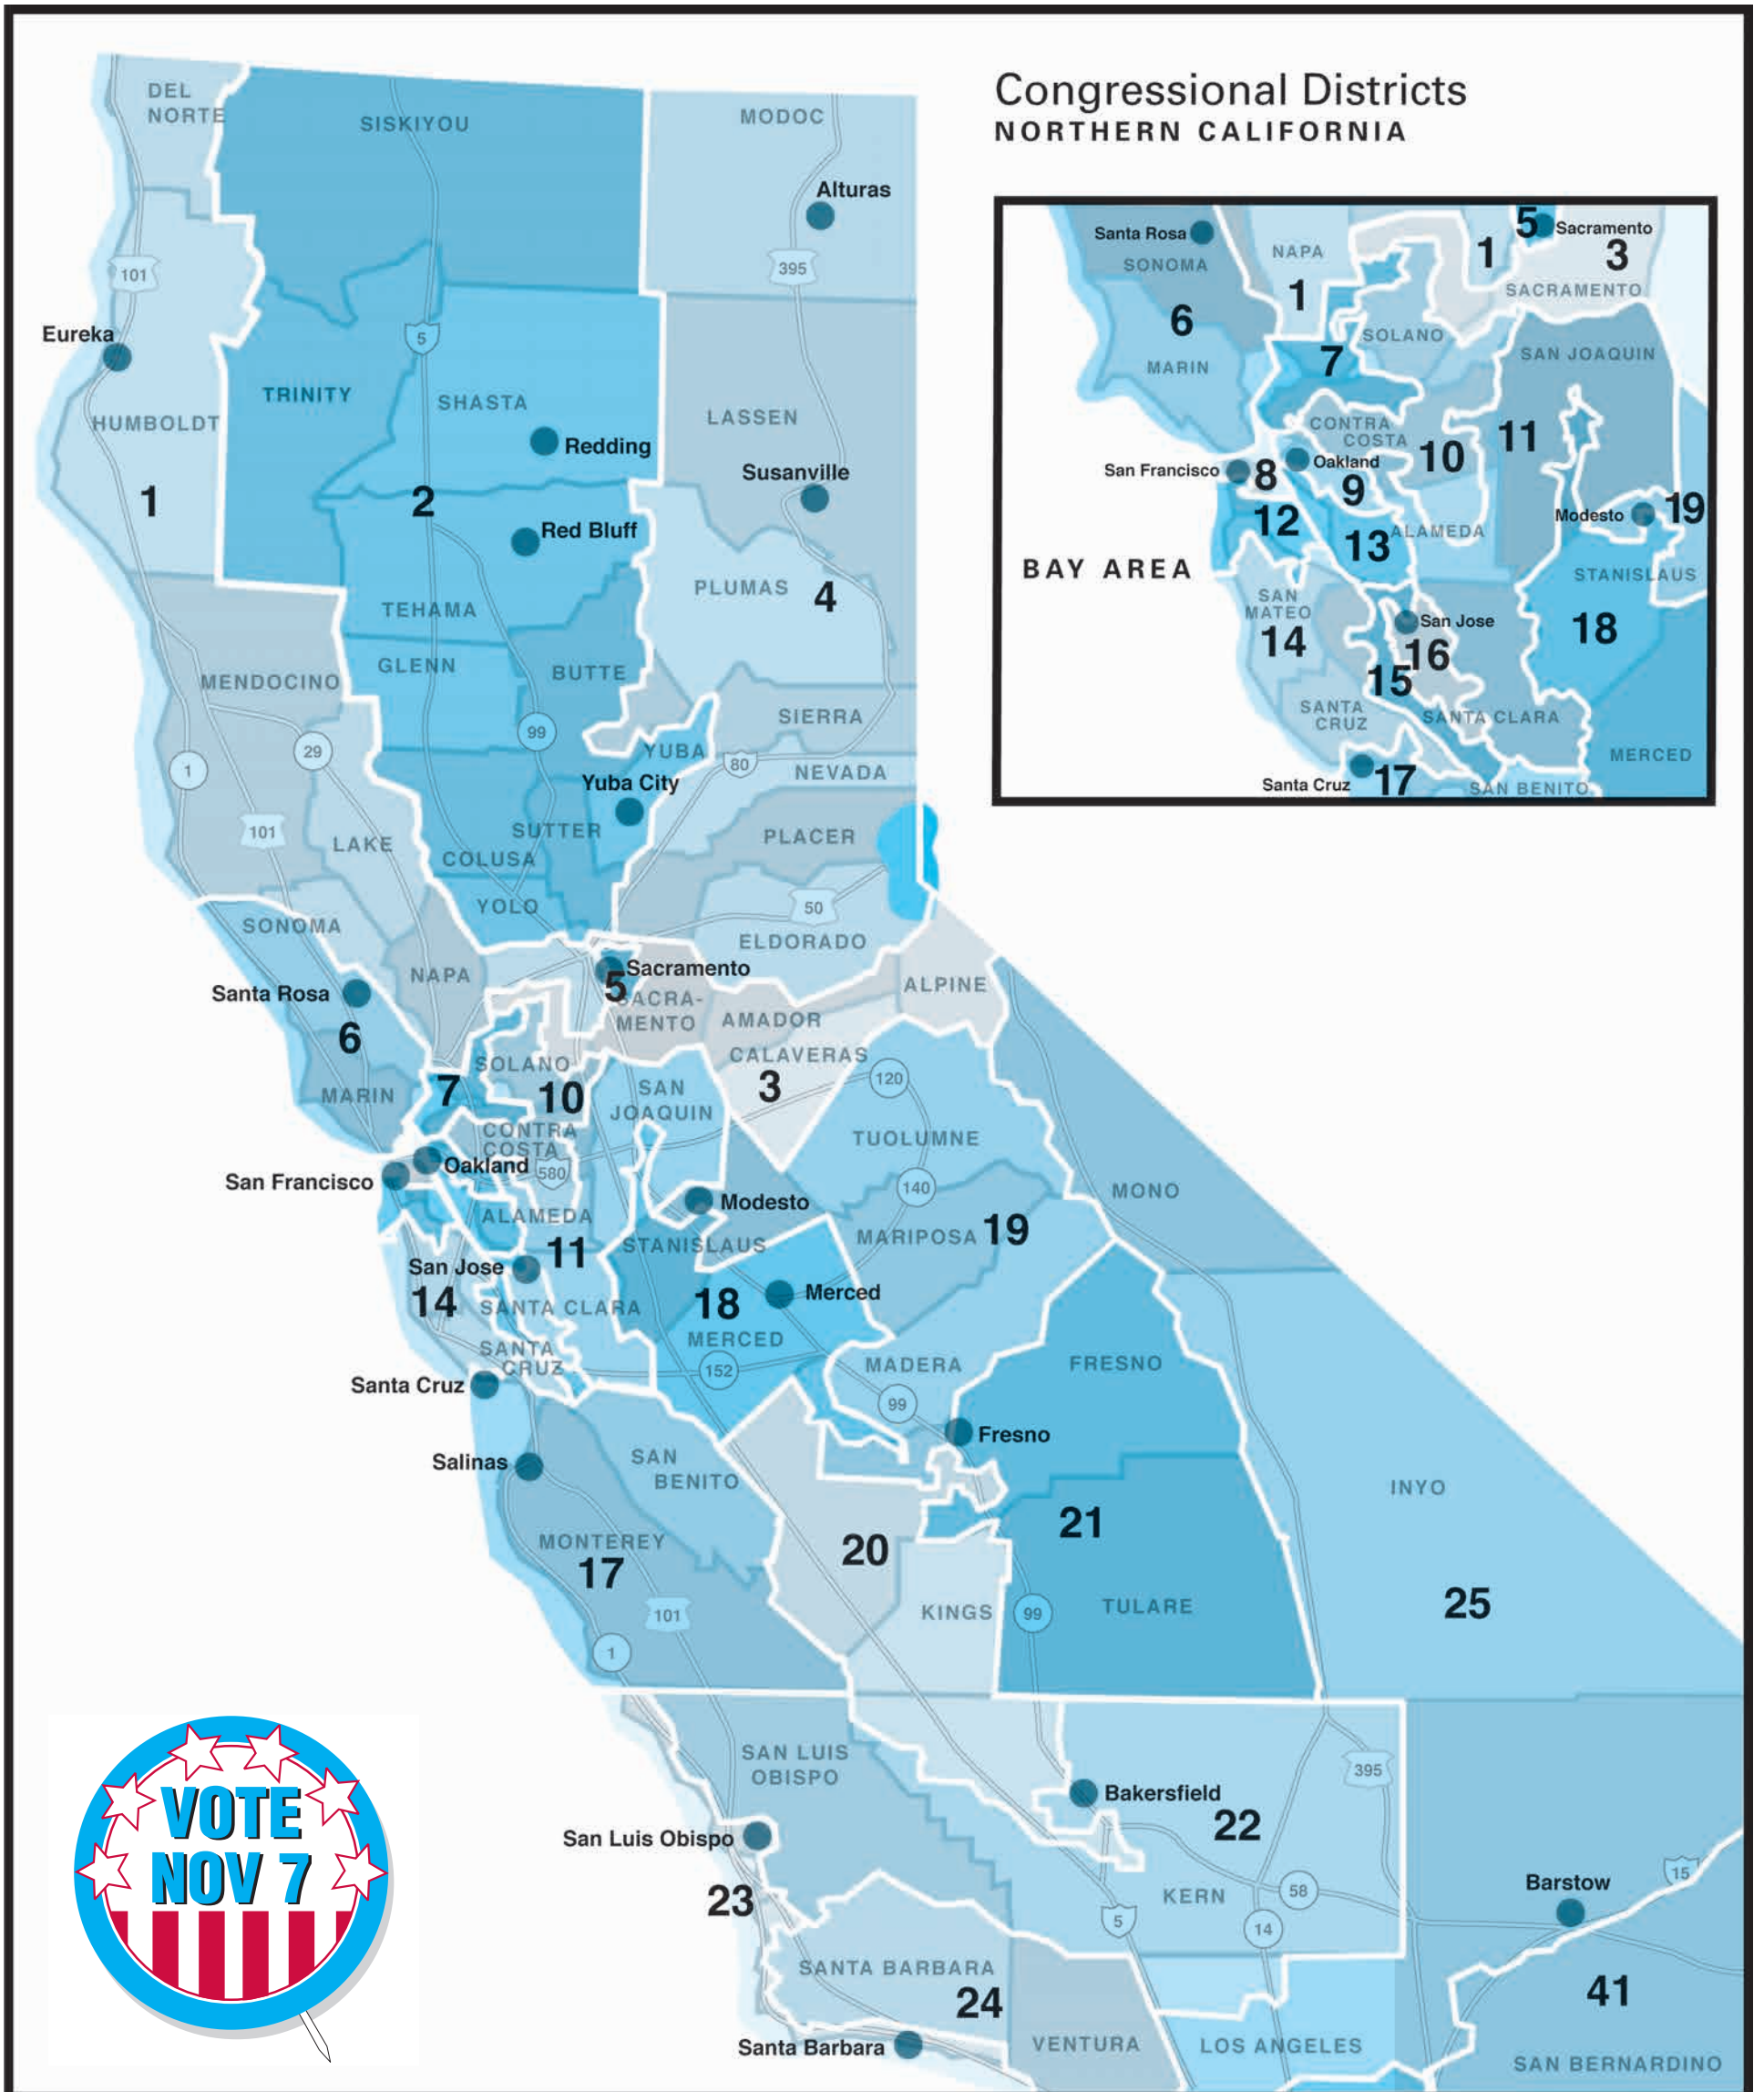 Congressional Districts
NORTHERN CALIFORNIA
DEL
NORTE
SISKIYOU
MODOC
Alturas
101
395
Eureka
5
TRINITY
SHASTA
HUMBOLDT
LASSEN
Redding
Susanville
1
2
Red Bluff
PLUMAS
4
TEHAMA
GLENN
BUTTE
MENDOCINO
SIERRA
99
29
YUBA
80
1
NEVADA
Yuba City
101
SUTTER
PLACER
LAKE
COLUSA
YOLO
50
SONOMA
ELDORADO
NAPA
Sacramento
5
ALPINE
Santa Rosa
SACRA-
MENTO
AMADOR
6
CALAVERAS
SOLANO
120
MARIN
7
10
SAN
JOAQUIN
3
CONTRA
COSTA
TUOLUMNE
Oakland
580
San Francisco
140
MONO
Modesto
ALAMEDA
STANISLAUS
MARIPOSA
19
11
San Jose
14
SANTA CLARA
18
Merced
MERCED
SANTA
CRUZ
152
MADERA
FRESNO
Santa Cruz
99
Fresno
Salinas
SAN
BENITO
INYO
MONTEREY
17
20
21
101
KINGS
99
TULARE
25
1
SAN LUIS
OBISPO
395
Bakersfield
22
San Luis Obispo
23
KERN
58
5
14
Barstow
15
SANTA BARBARA
24
41
Santa Barbara
VENTURA
LOS ANGELES
SAN BERNARDINO
Santa Rosa
SONOMA
NAPA
1
1
5
Sacramento
3
SACRAMENTO
6
MARIN
SOLANO
7
SAN JOAQUIN
CONTRA
COSTA
10
11
San Francisco
8
Oakland
9
12
13
ALAMEDA
Modesto
19
BAY AREA
STANISLAUS
SAN
MATEO
14
San Jose
16
15
18
SANTA
CRUZ
SANTA CLARA
MERCED
Santa Cruz
17
SAN BENITO
VOTE
NOV 7